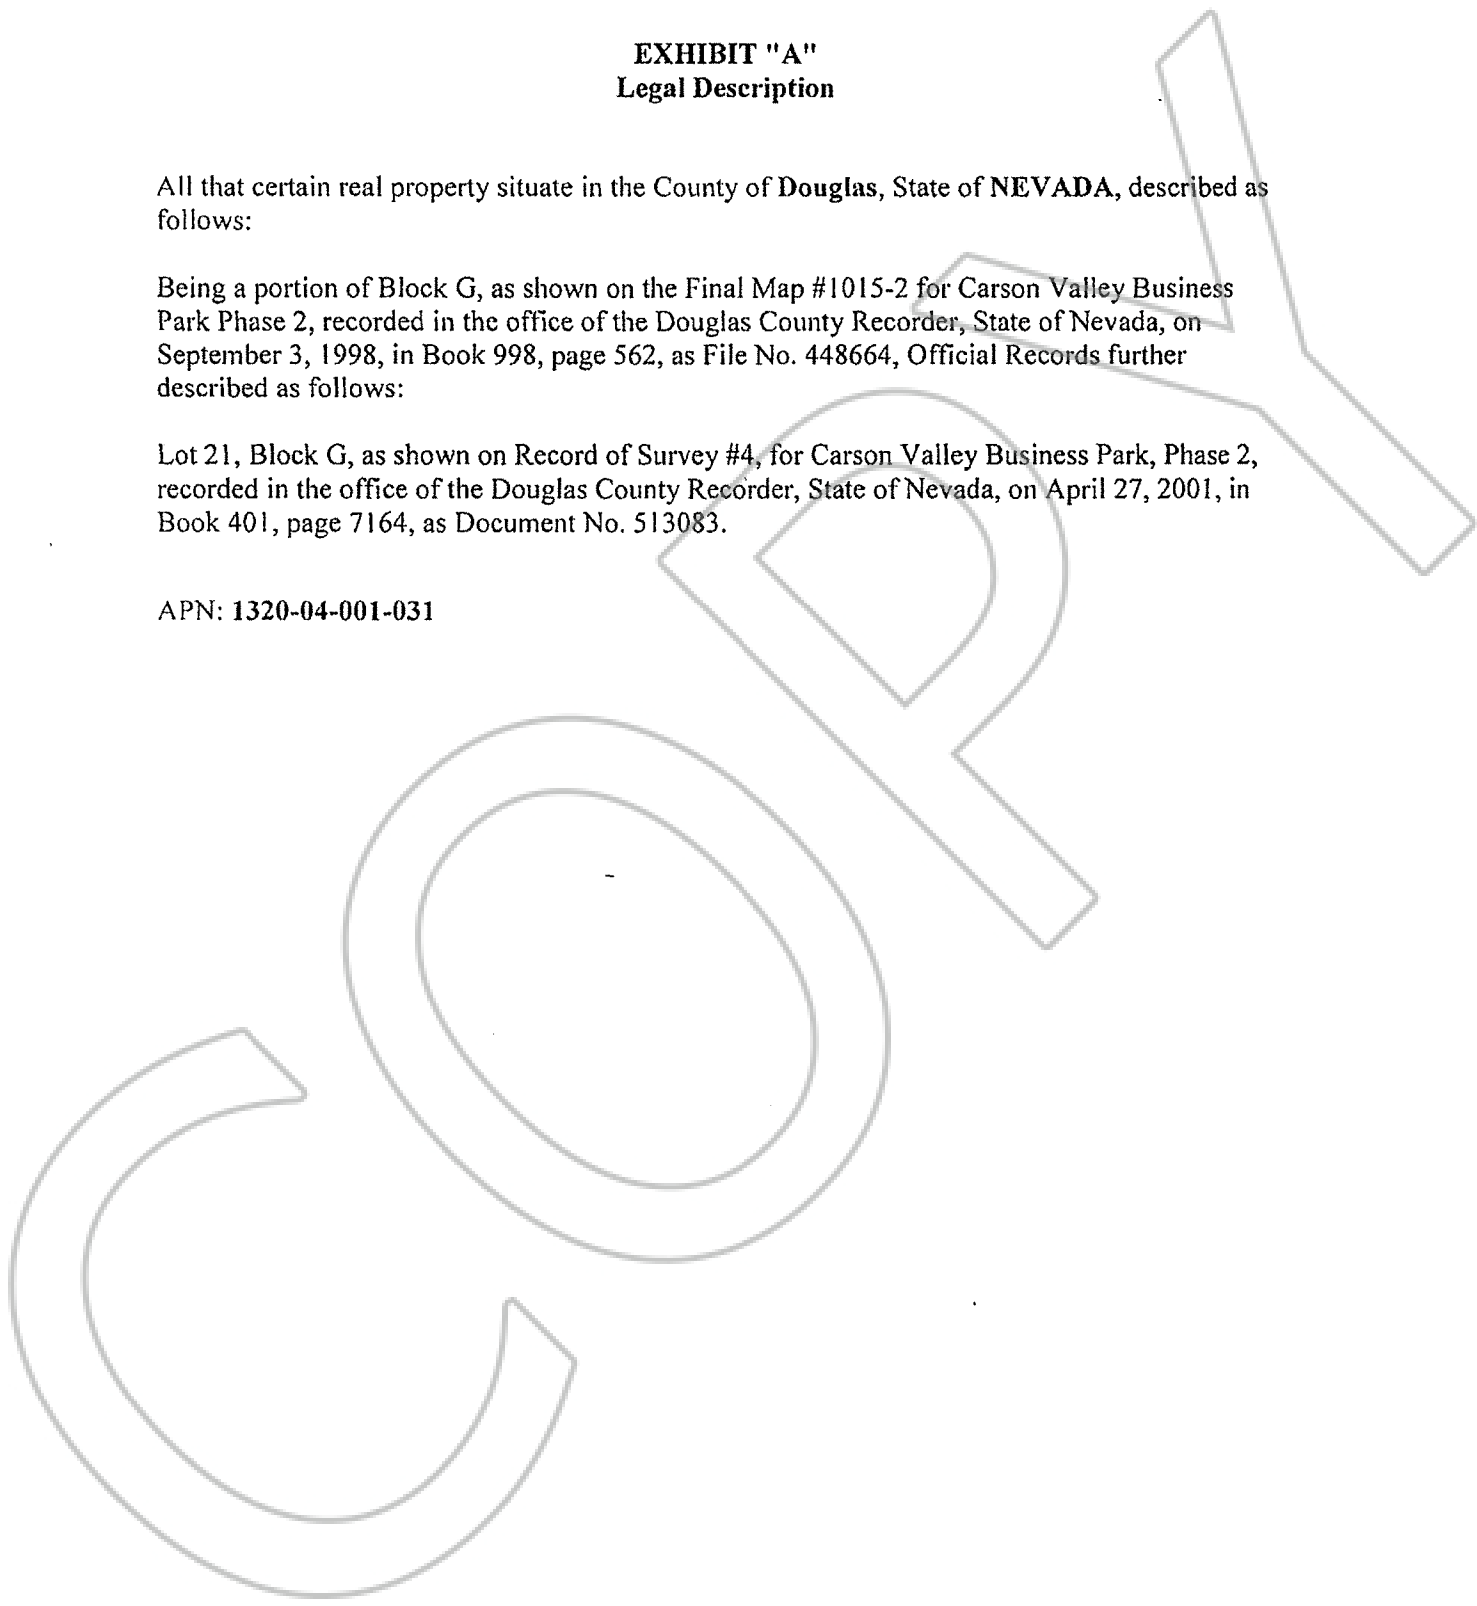 EXHIBIT "A"
Legal Description
All that certain real property situate in the County of Douglas, State of NEVADA, described as
follows:
Being a portion of Block G, as shown on the Final Map #1015-2 for Carson Valley Business
Park Phase 2, recorded in the office of the Douglas County Recorder, State of Nevada, on
September 3, 1998, in Book 998, page 562, as File No. 448664, Official Records further
described as follows:
Lot 21, Block G, as shown on Record of Survey #4, for Carson Valley Business Park, Phase 2,
recorded in the office of the Douglas County Recorder, State of Nevada, on April 27, 2001, in
Book 401, page 7164, as Document No. 513083.
APN: 1320-04-001-031
COPY